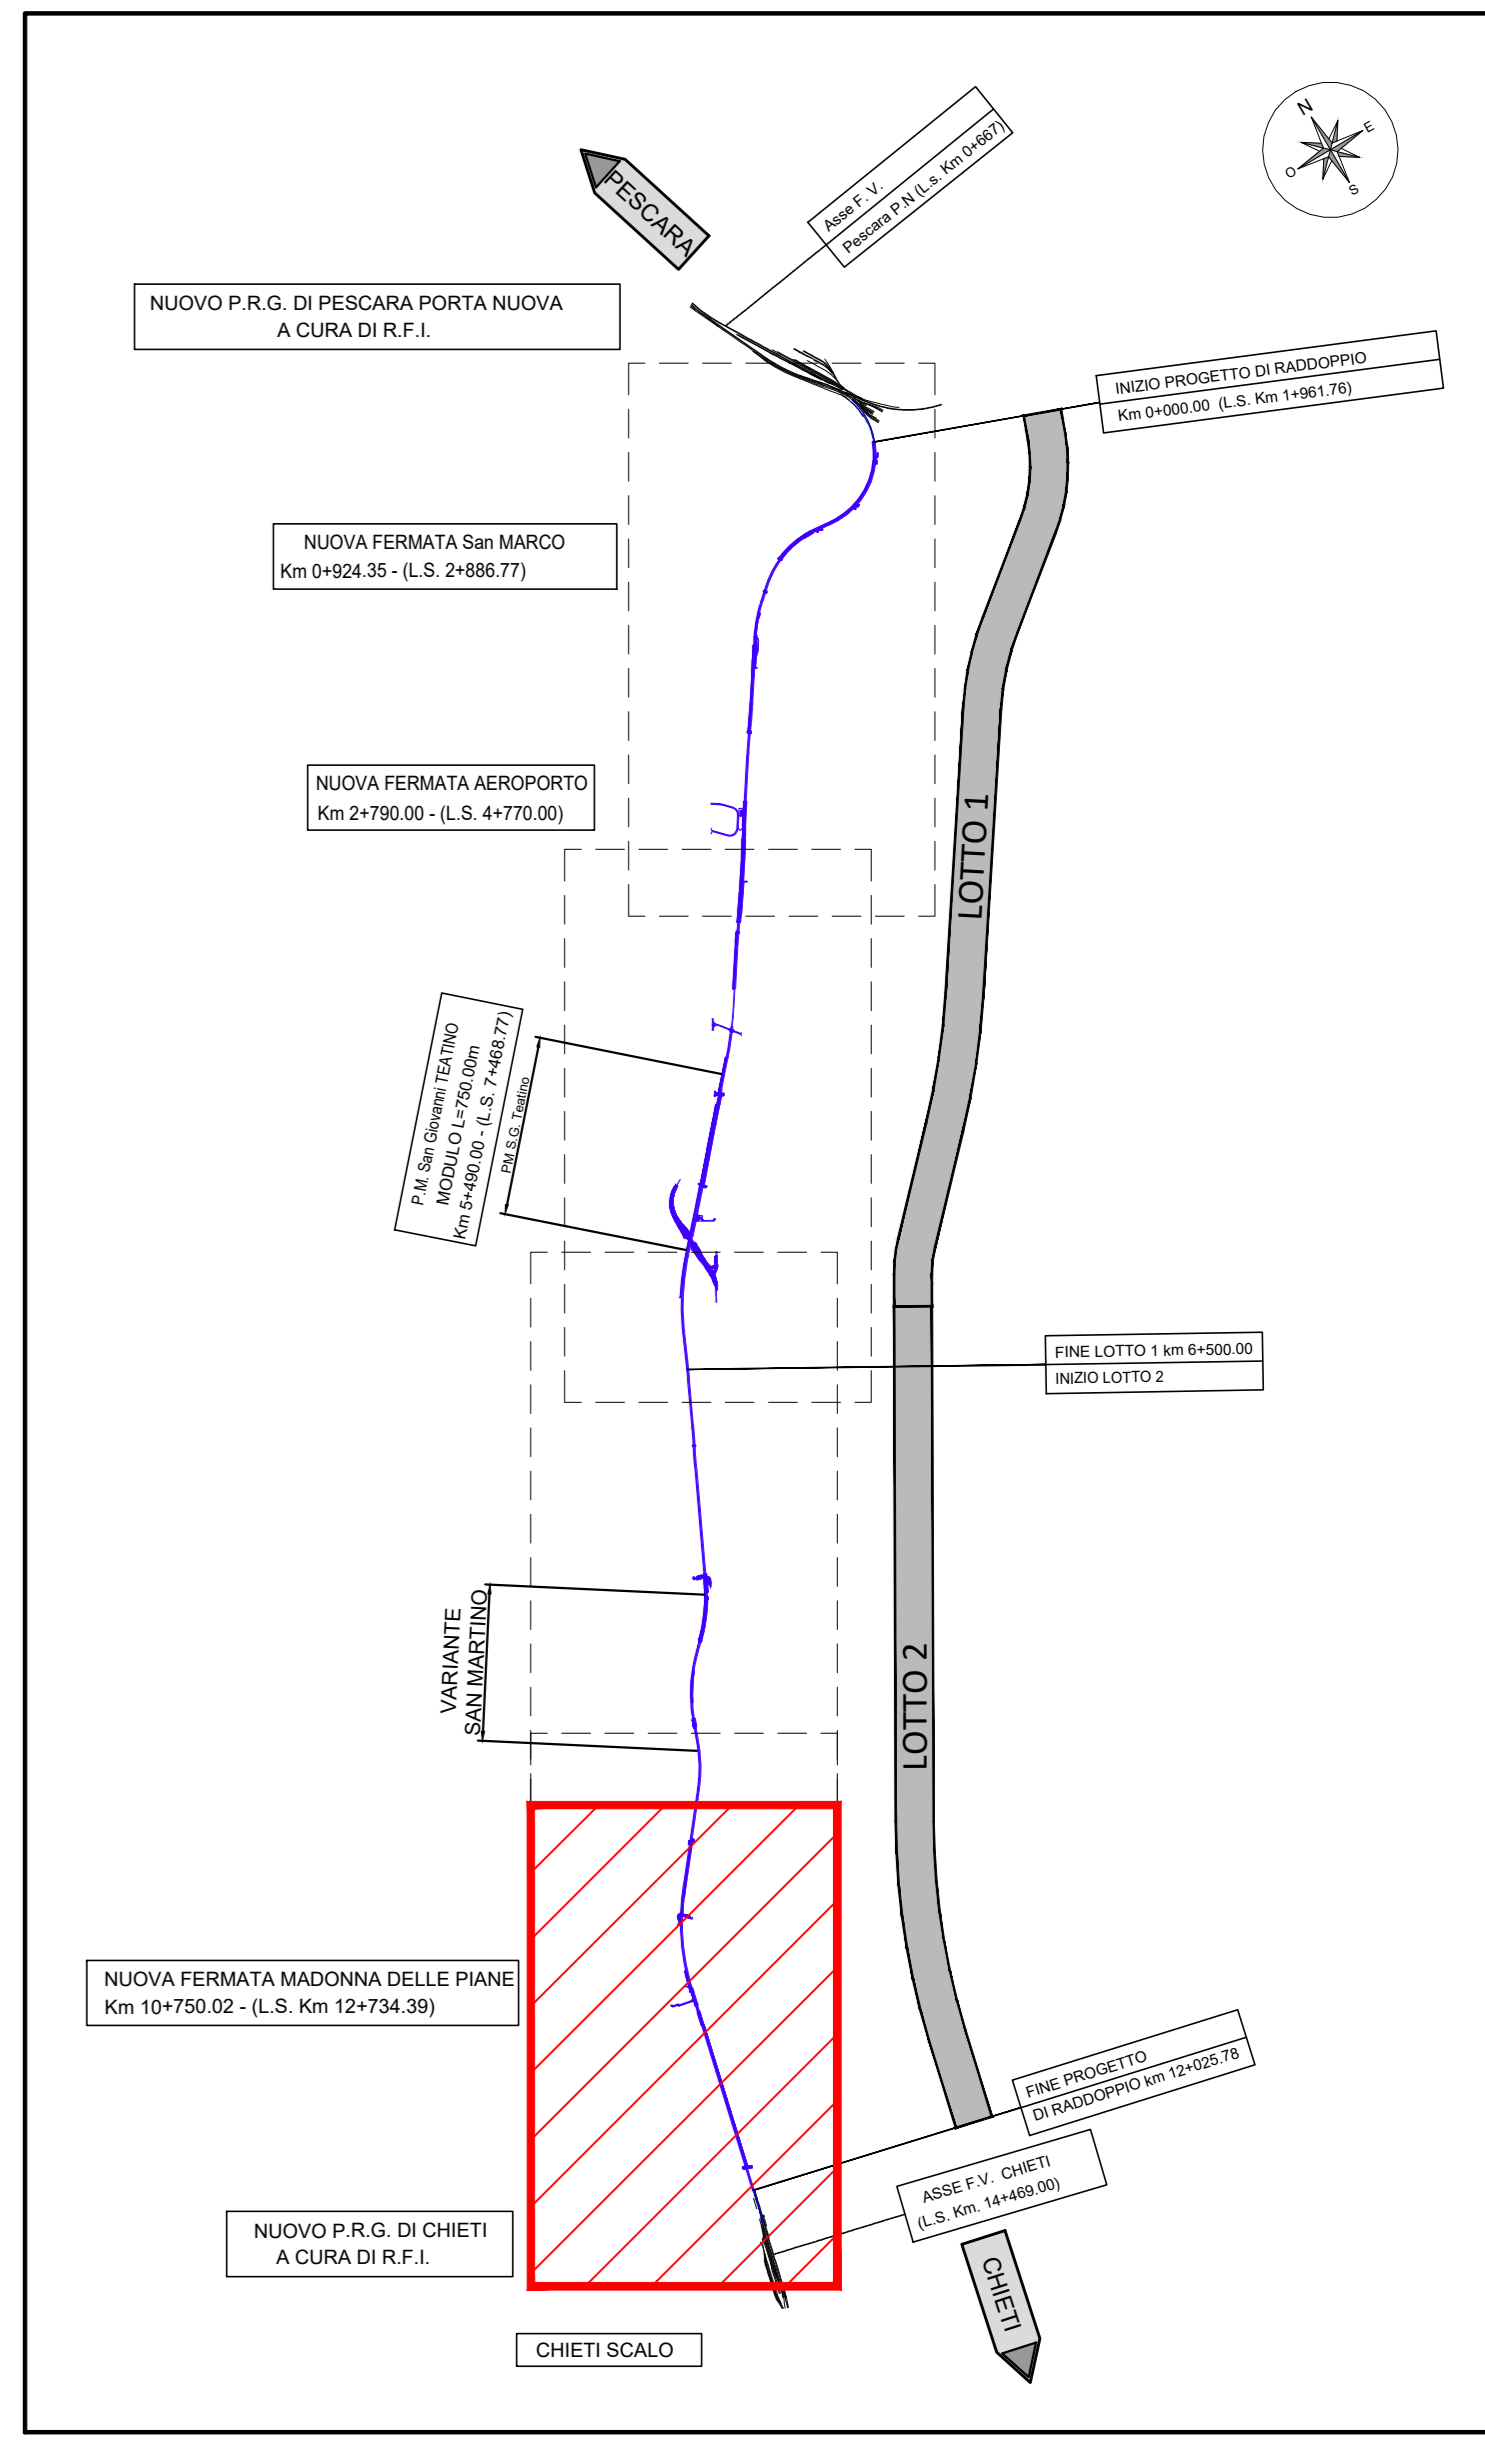 N
E
O
S
Asse F. V.
Pescara P.N (L.s. Km 0+667)
PESCARA
NUOVO P.R.G. DI PESCARA PORTA NUOVA
A CURA DI R.F.I.
INIZIO PROGETTO DI RADDOPPIO
Km 0+000.00 (L.S. Km 1+961.76)
NUOVA FERMATA San MARCO
Km 0+924.35 - (L.S. 2+886.77)
NUOVA FERMATA AEROPORTO
Km 2+790.00 - (L.S. 4+770.00)
LOTTO 1
P.M. San Giovanni TEATINO
MODULO L=750.00m
Km 5+490.00 - (L.S. 7+468.77)
PM S.G. Teatino
FINE LOTTO 1 km 6+500.00
INIZIO LOTTO 2
VARIANTE
SAN MARTINO
LOTTO 2
NUOVA FERMATA MADONNA DELLE PIANE
Km 10+750.02 - (L.S. Km 12+734.39)
FINE PROGETTO
DI RADDOPPIO km 12+025.78
ASSE F.V. CHIETI
(L.S. Km. 14+469.00)
NUOVO P.R.G. DI CHIETI
A CURA DI R.F.I.
CHIETI
CHIETI SCALO